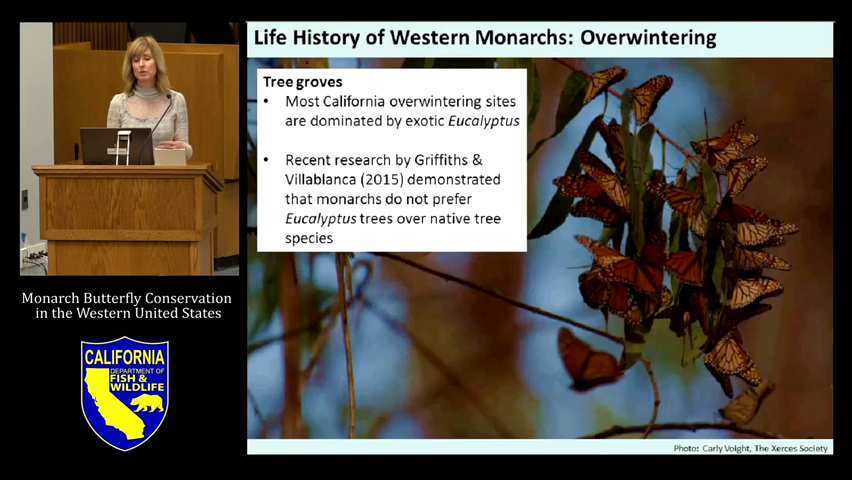 Life History of Western Monarchs: Overwintering
Tree groves
• Most California overwintering sites
are dominated by exotic Eucalyptus
• Recent research by Griffiths &
Villablanca (2015) demonstrated
that monarchs do not prefer
Eucalyptus trees over native tree
species
Monarch Butterfly Conservation
in the Western United States
CALIFORNIA
DEPARTMENT OF
FISH &
WILDLIFE
Photo: Carly Voight, The Xerces Society